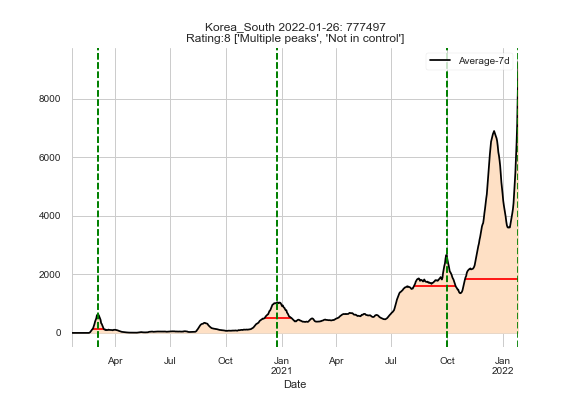 Korea_South 2022-01-26: 777497
Rating:8 ['Multiple peaks', 'Not in control']
Average-7d
8000
6000
4000
2000
0
Apr
Jul
Oct
Jan
2021
Apr
Jul
Oct
Jan
2022
Date